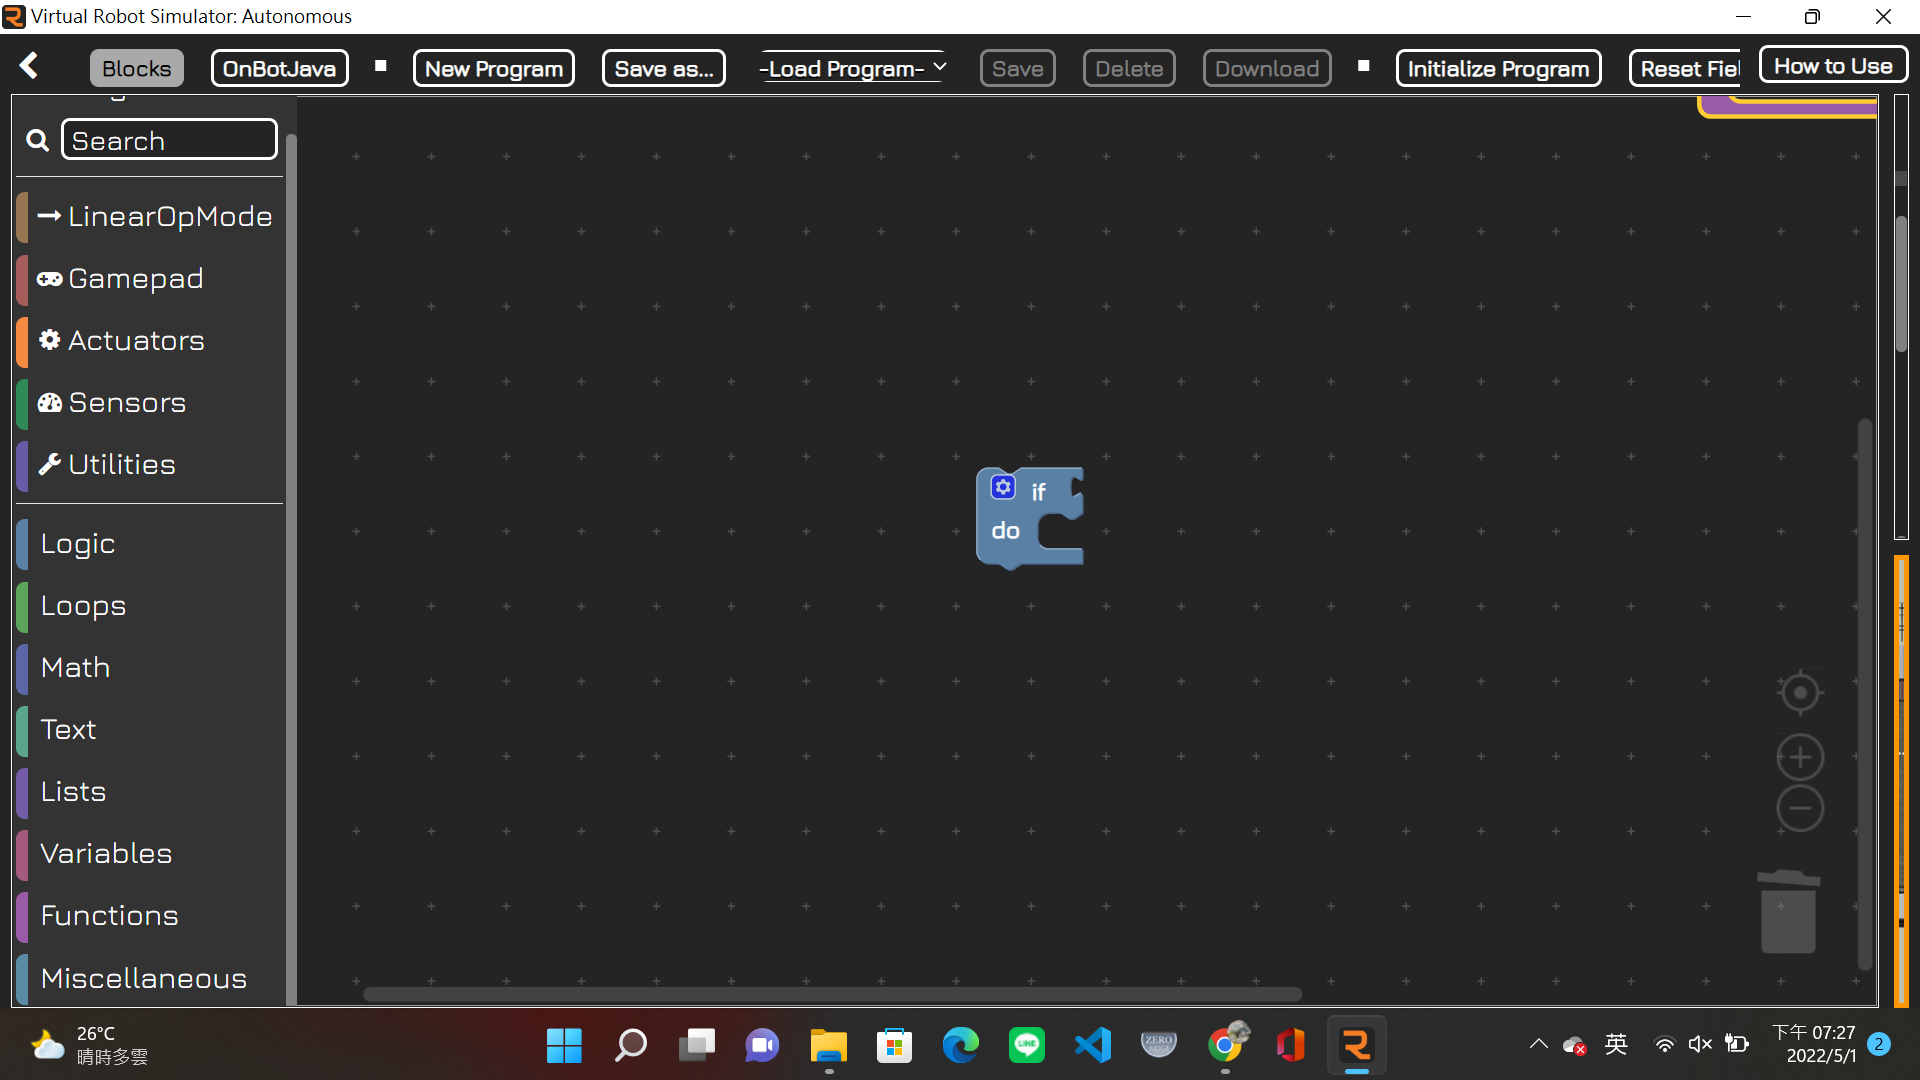 Virtual Robot Simulator: Autonomous
Blocks
OnBotJava
New Program
Save as...
-Load Program-
Save
Delete
Download
Initialize Program
Reset Fiel
How to Use
Search
LinearOpMode
Gamepad
Actuators
Sensors
Utilities
Logic
Loops
Math
Text
Lists
Variables
Functions
Miscellaneous
if
do
26°C
晴時多雲
LINE
ZERO
英
下午 07:27
2022/5/1
2